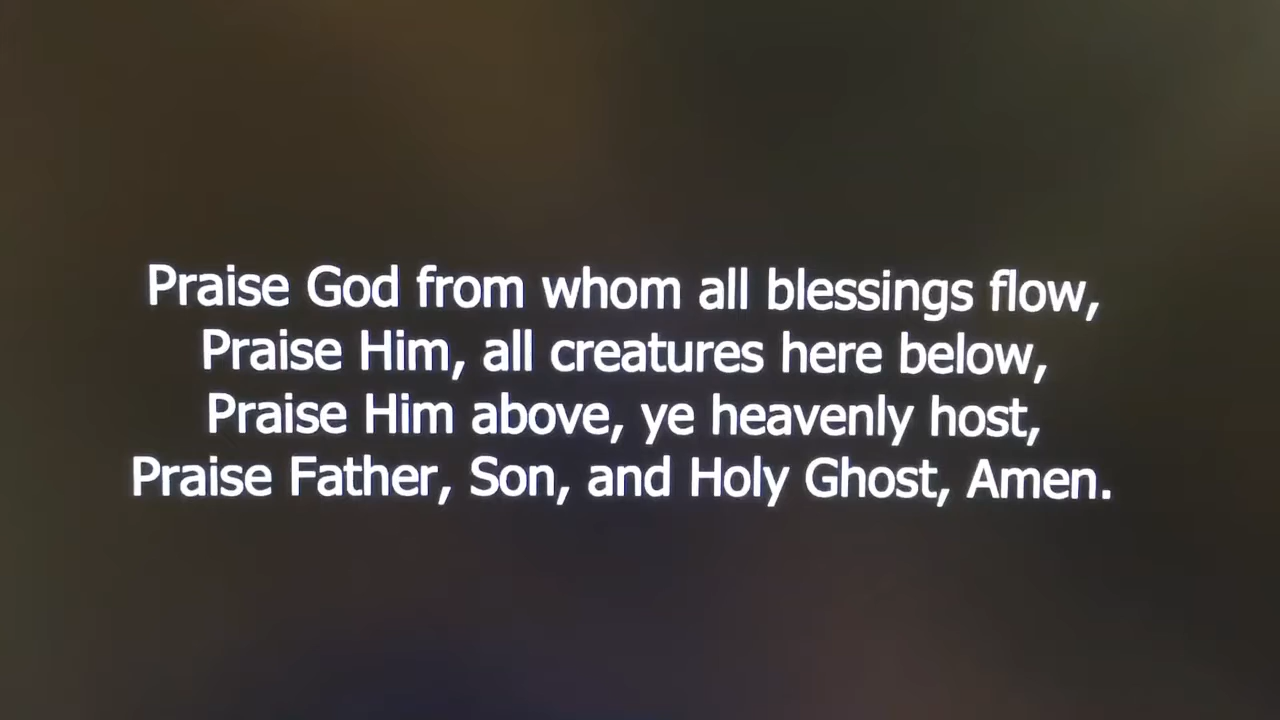 Praise God from whom all blessings flow,
Praise Him, all creatures here below,
Praise Him above, ye heavenly host,
Praise Father, Son, and Holy Ghost, Amen.